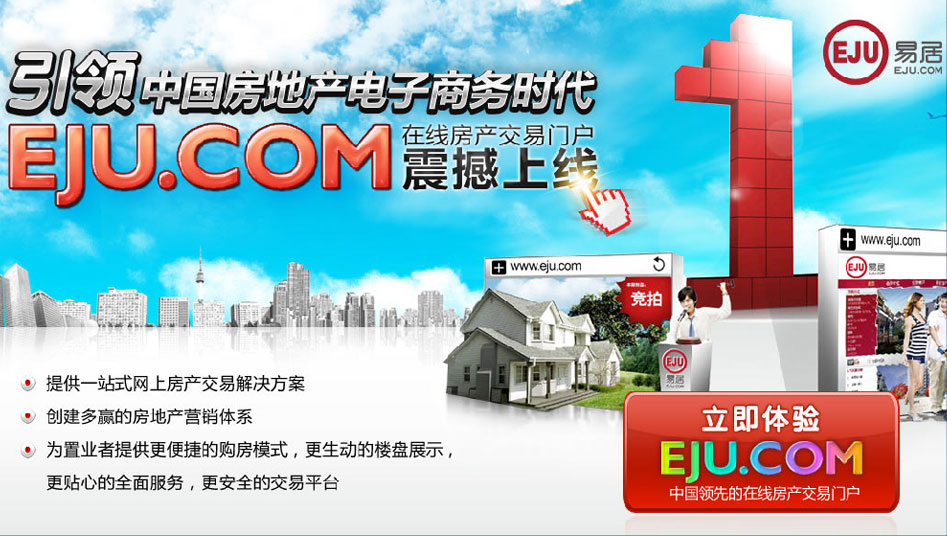 引领中国房地产电子商务时代
EJU.COM
在线房产交易门户
震撼上线
EJU 易居
EJU.COM
www.eju.com
竞拍
EJU
易居
www.eju.com
EJU 易居
提供一站式网上房产交易解决方案
创建多赢的房地产营销体系
为置业者提供更便捷的购房模式，更生动的楼盘展示，
更贴心的全面服务，更安全的交易平台
立即体验
EJU.COM
中国领先的在线房产交易门户